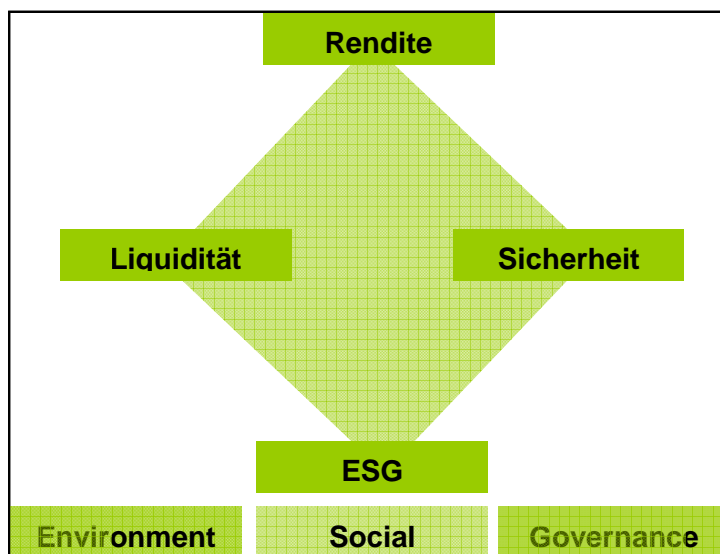 Rendite
Liquidität Sicherheit
ESG
Environment Social Governance